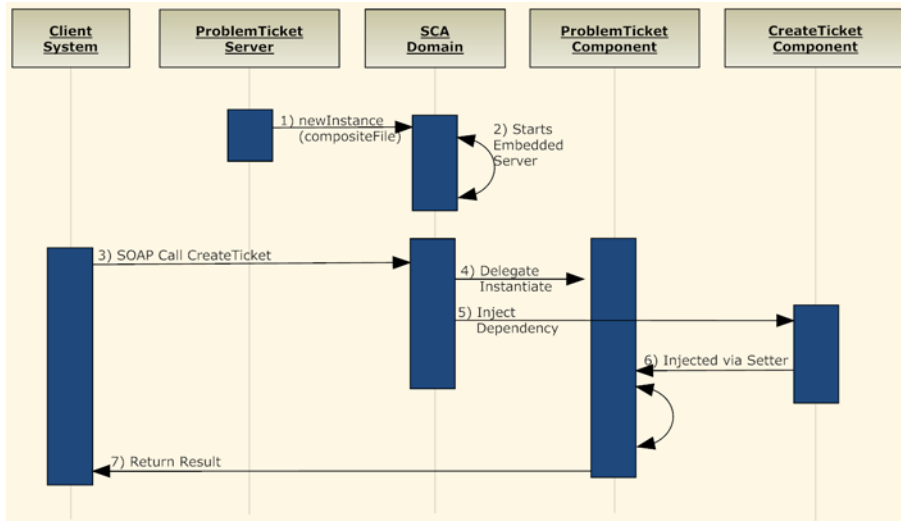 Client
System
ProblemTicket
Server
SCA
Domain
ProblemTicket
Component
CreateTicket
Component
1) newInstance
(compositeFile)
2) Starts
Embedded
Server
3) SOAP Call CreateTicket
4) Delegate
Instantiate
5) Inject
Dependency
6) Injected via Setter
7) Return Result